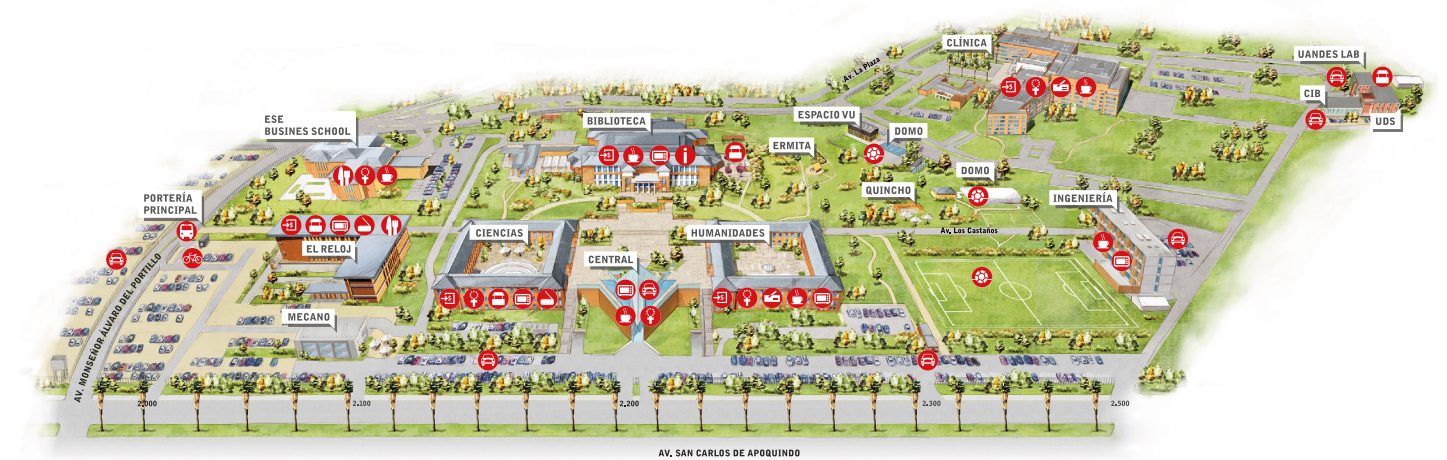 CLÍNICA
UANDES LAB
Av. La Plaza
CIB
UDS
ESE
BUSINES SCHOOL
BIBLIOTECA
ESPACIO VU
DOMO
ERMITA
DOMO
QUINCHO
INGENIERÍA
PORTERÍA
PRINCIPAL
EL RELOJ
CIENCIAS
HUMANIDADES
Av. Los Castaños
CENTRAL
MECANO
AV. MONSEÑOR ÁLVARO DEL PORTILLO
2.000
2.100
2.200
2.300
2.500
AV. SAN CARLOS DE APOQUINDO